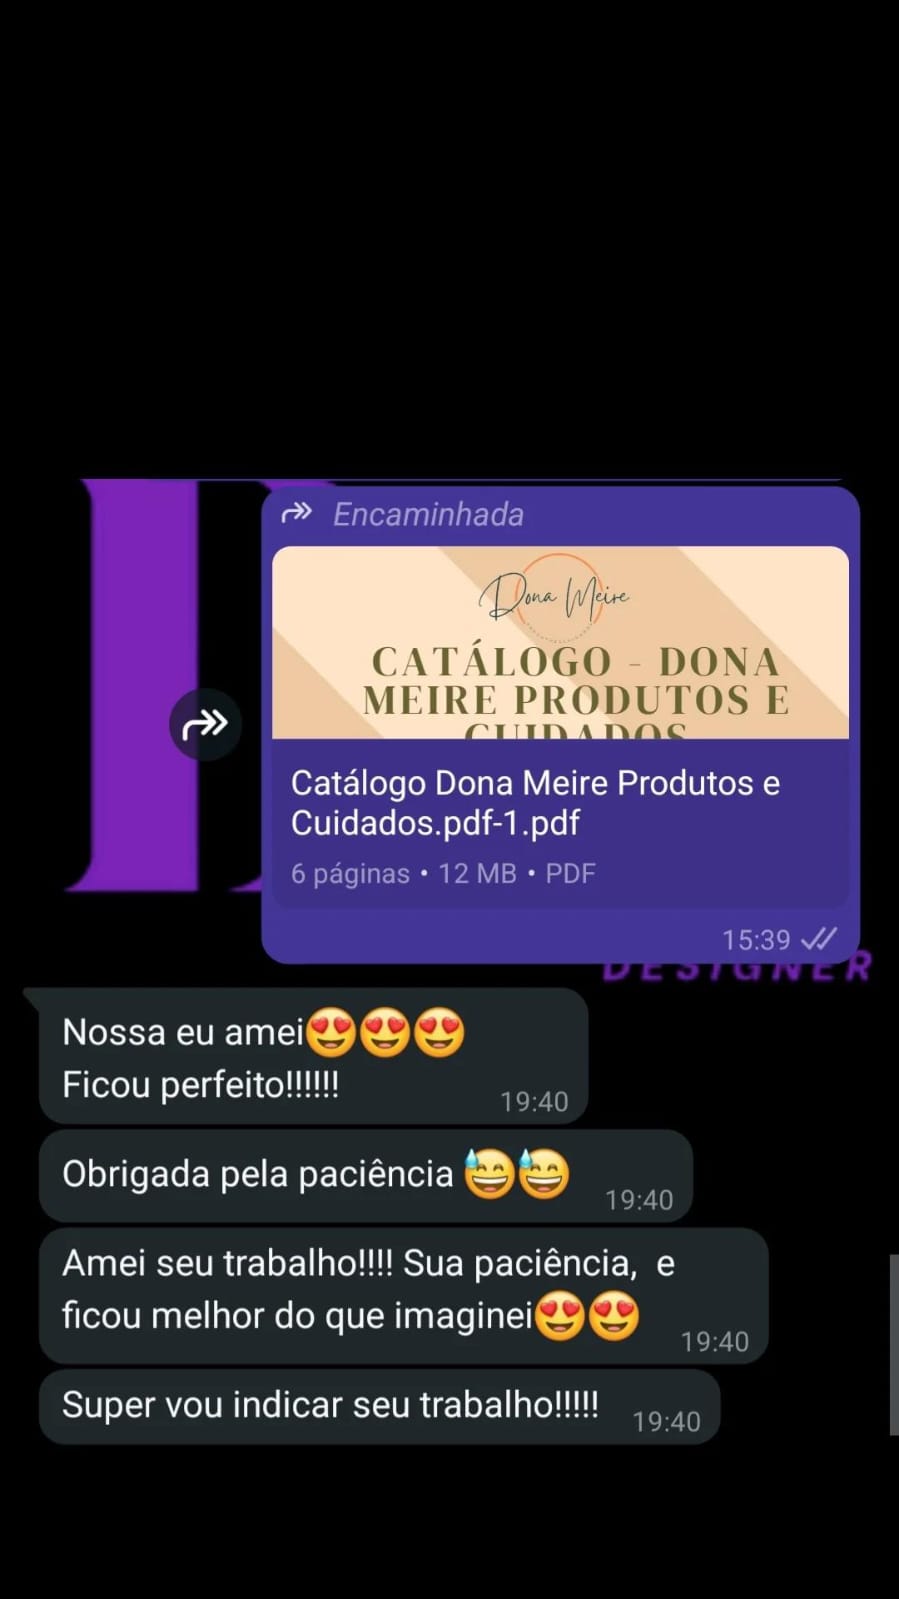 Encaminhada
Dona Meire
CATÁLOGO - DONA
MEIRE PRODUTOS E
CUIDADOS
Catálogo Dona Meire Produtos e
Cuidados.pdf-1.pdf
6 páginas • 12 MB • PDF
15:39
DESIGNER
Nossa eu amei😍😍😍
Ficou perfeito!!!!!!
19:40
Obrigada pela paciência 😅😅
19:40
Amei seu trabalho!!!! Sua paciência,  e
ficou melhor do que imaginei😍😍
19:40
Super vou indicar seu trabalho!!!!!
19:40